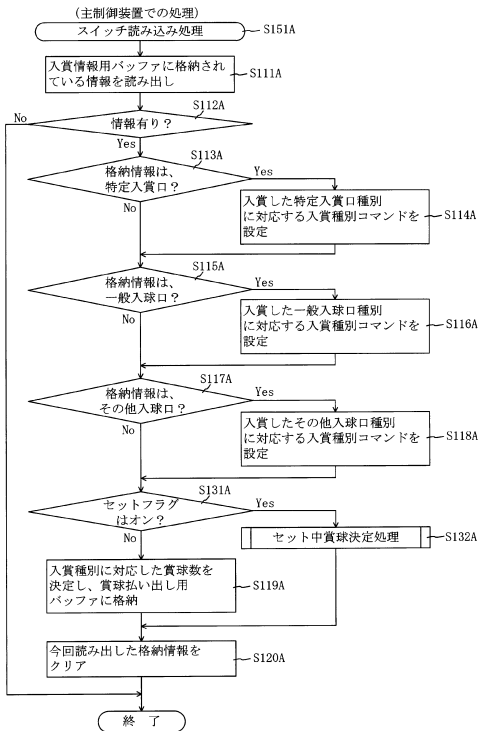 (主制御装置での処理)
スイッチ読み込み処理
S151A
入賞情報用バッファに格納され
ている情報を読み出し
S111A
S112A
No
情報有り？
Yes
S113A
格納情報は、
特定入賞口？
Yes
No
入賞した特定入賞口種別
に対応する入賞種別コマンドを
設定
S114A
S115A
格納情報は、
一般入球口？
Yes
No
入賞した一般入球口種別
に対応する入賞種別コマンドを
設定
S116A
S117A
格納情報は、
その他入球口？
Yes
No
入賞したその他入球口種別
に対応する入賞種別コマンドを
設定
S118A
S131A
セットフラグ
はオン？
Yes
No
セット中賞球決定処理
S132A
入賞種別に対応した賞球数を
決定し、賞球払い出し用
バッファに格納
S119A
今回読み出した格納情報を
クリア
S120A
終 了